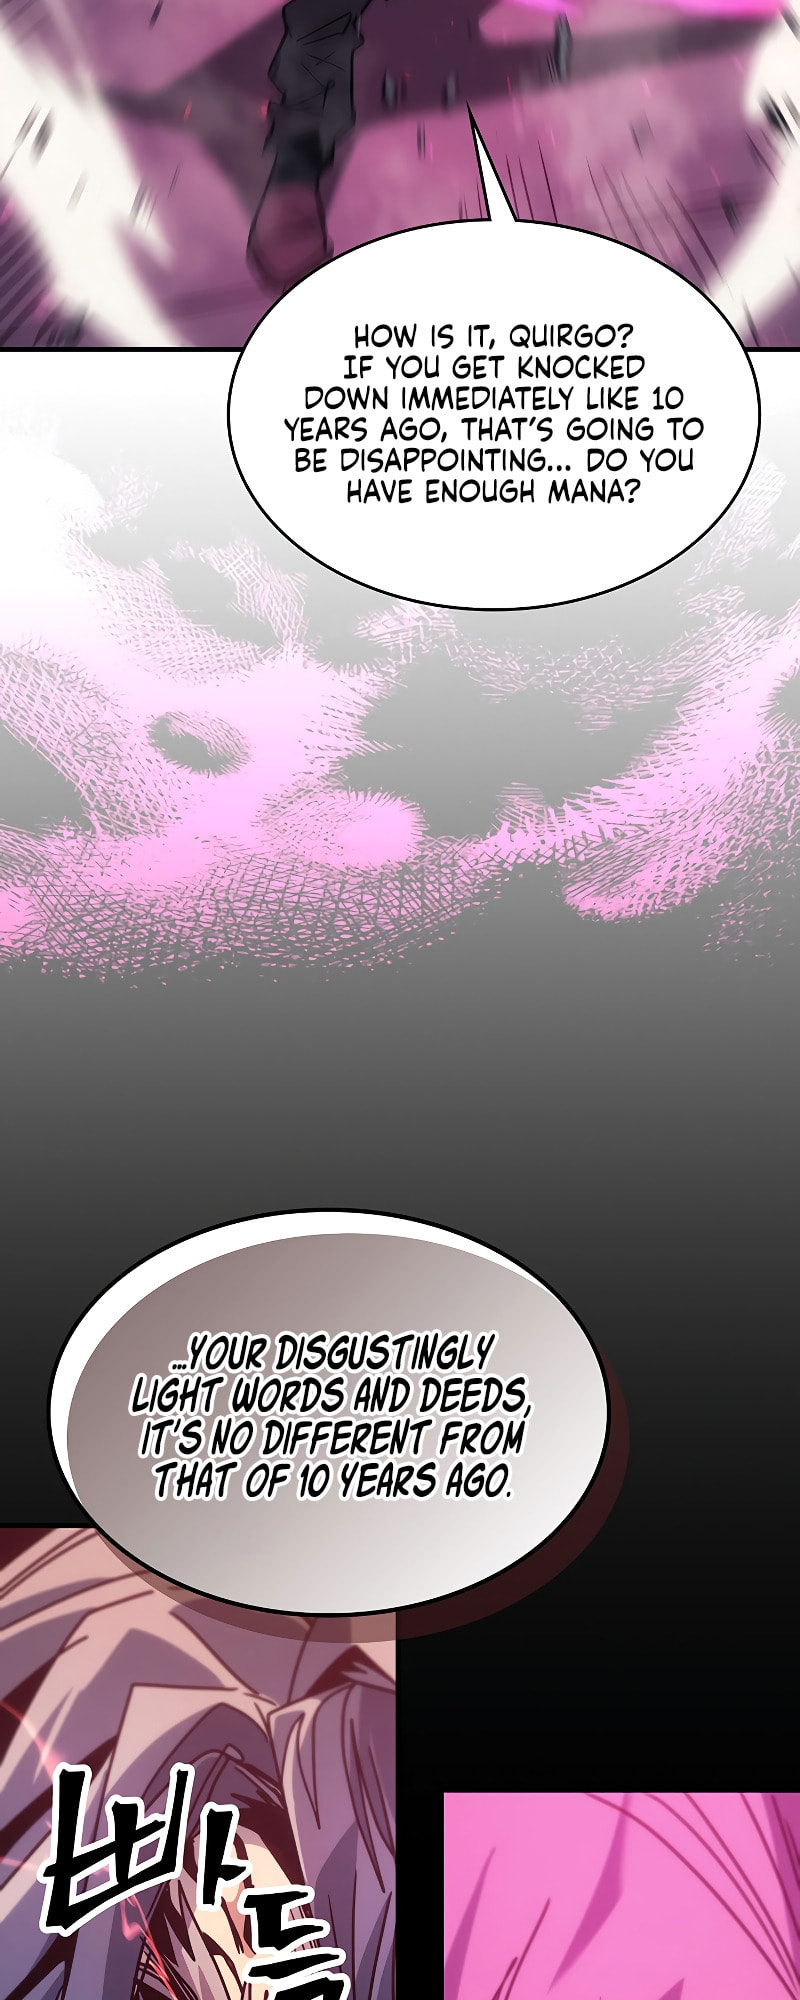 HOW IS IT, QUIRGO?
IF YOU GET KNOCKED
DOWN IMMEDIATELY LIKE 10
YEARS AGO, THAT'S GOING TO
BE DISAPPOINTING... DO YOU
HAVE ENOUGH MANA?
...YOUR DISGUSTINGLY
LIGHT WORDS AND DEEDS,
IT'S NO DIFFERENT FROM
THAT OF 10 YEARS AGO.
빠득